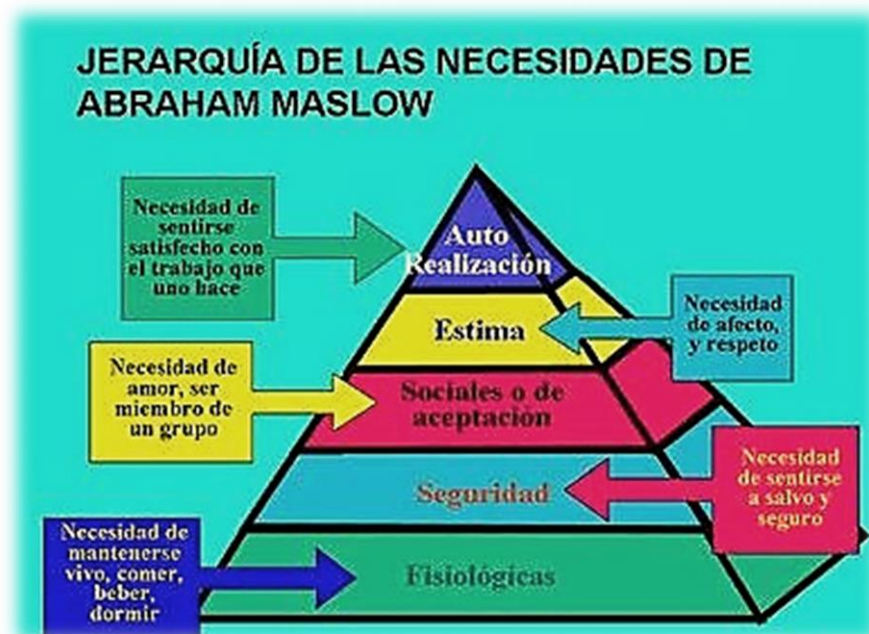 JERARQUÍA DE LAS NECESIDADES DE
ABRAHAM MASLOW
Necesidad de
sentirse
satisfecho con
el trabajo que
uno hace
Auto
Realización
Necesidad
de afecto,
y respeto
Estima
Necesidad de
amor, ser
miembro de
un grupo
Sociales o de
aceptación
Necesidad
de sentirse
a salvo y
seguro
Seguridad
Necesidad de
mantenerse
vivo, comer,
beber,
dormir
Fisiológicas